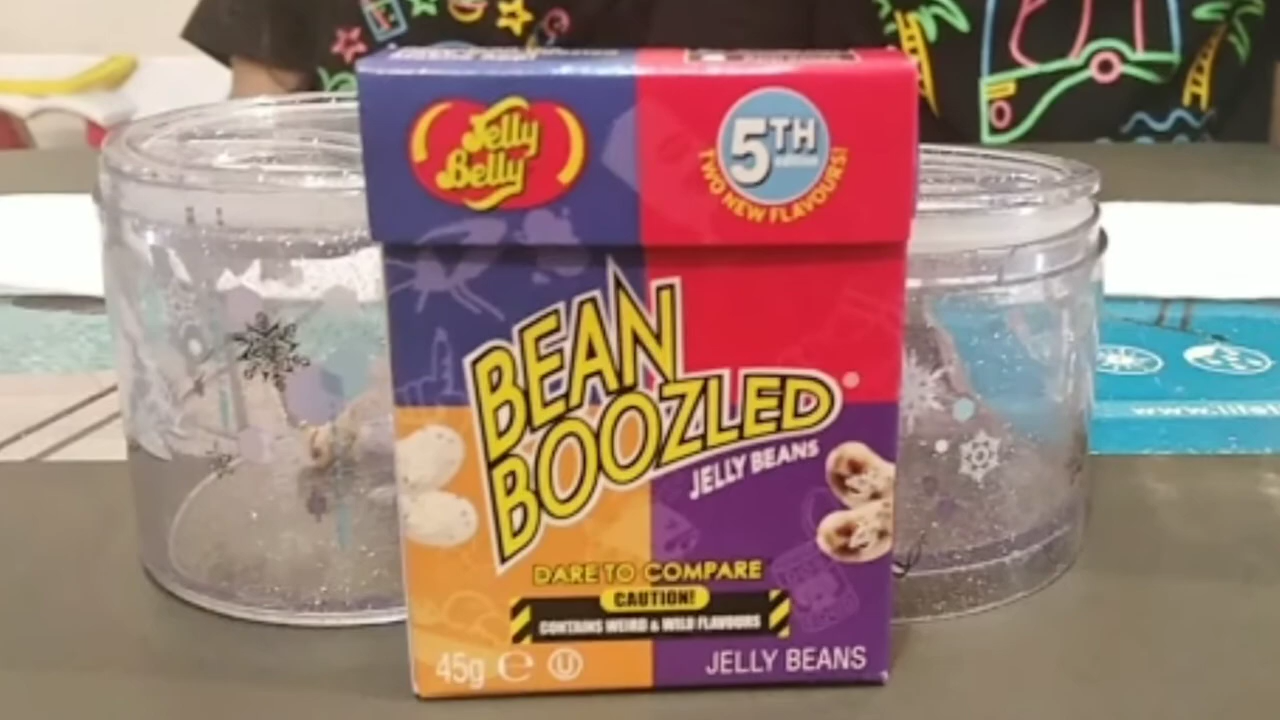 Jelly
Belly
5TH
TWO NEW FLAVOURS!
BEAN
BOOZLED
JELLY BEANS
DARE TO COMPARE
CAUTION!
CONTAINS WEIRD & WILD FLAVOURS
45g e U
JELLY BEANS